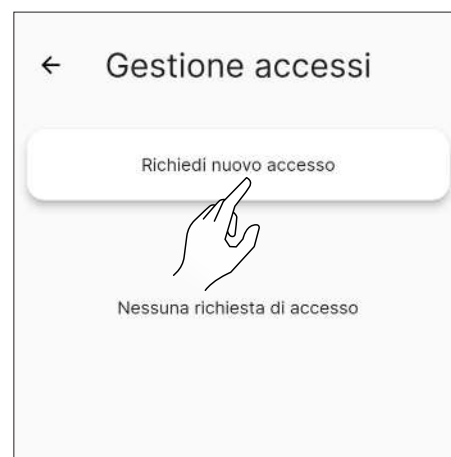 Gestione accessi
Richiedi nuovo accesso
Nessuna richiesta di accesso